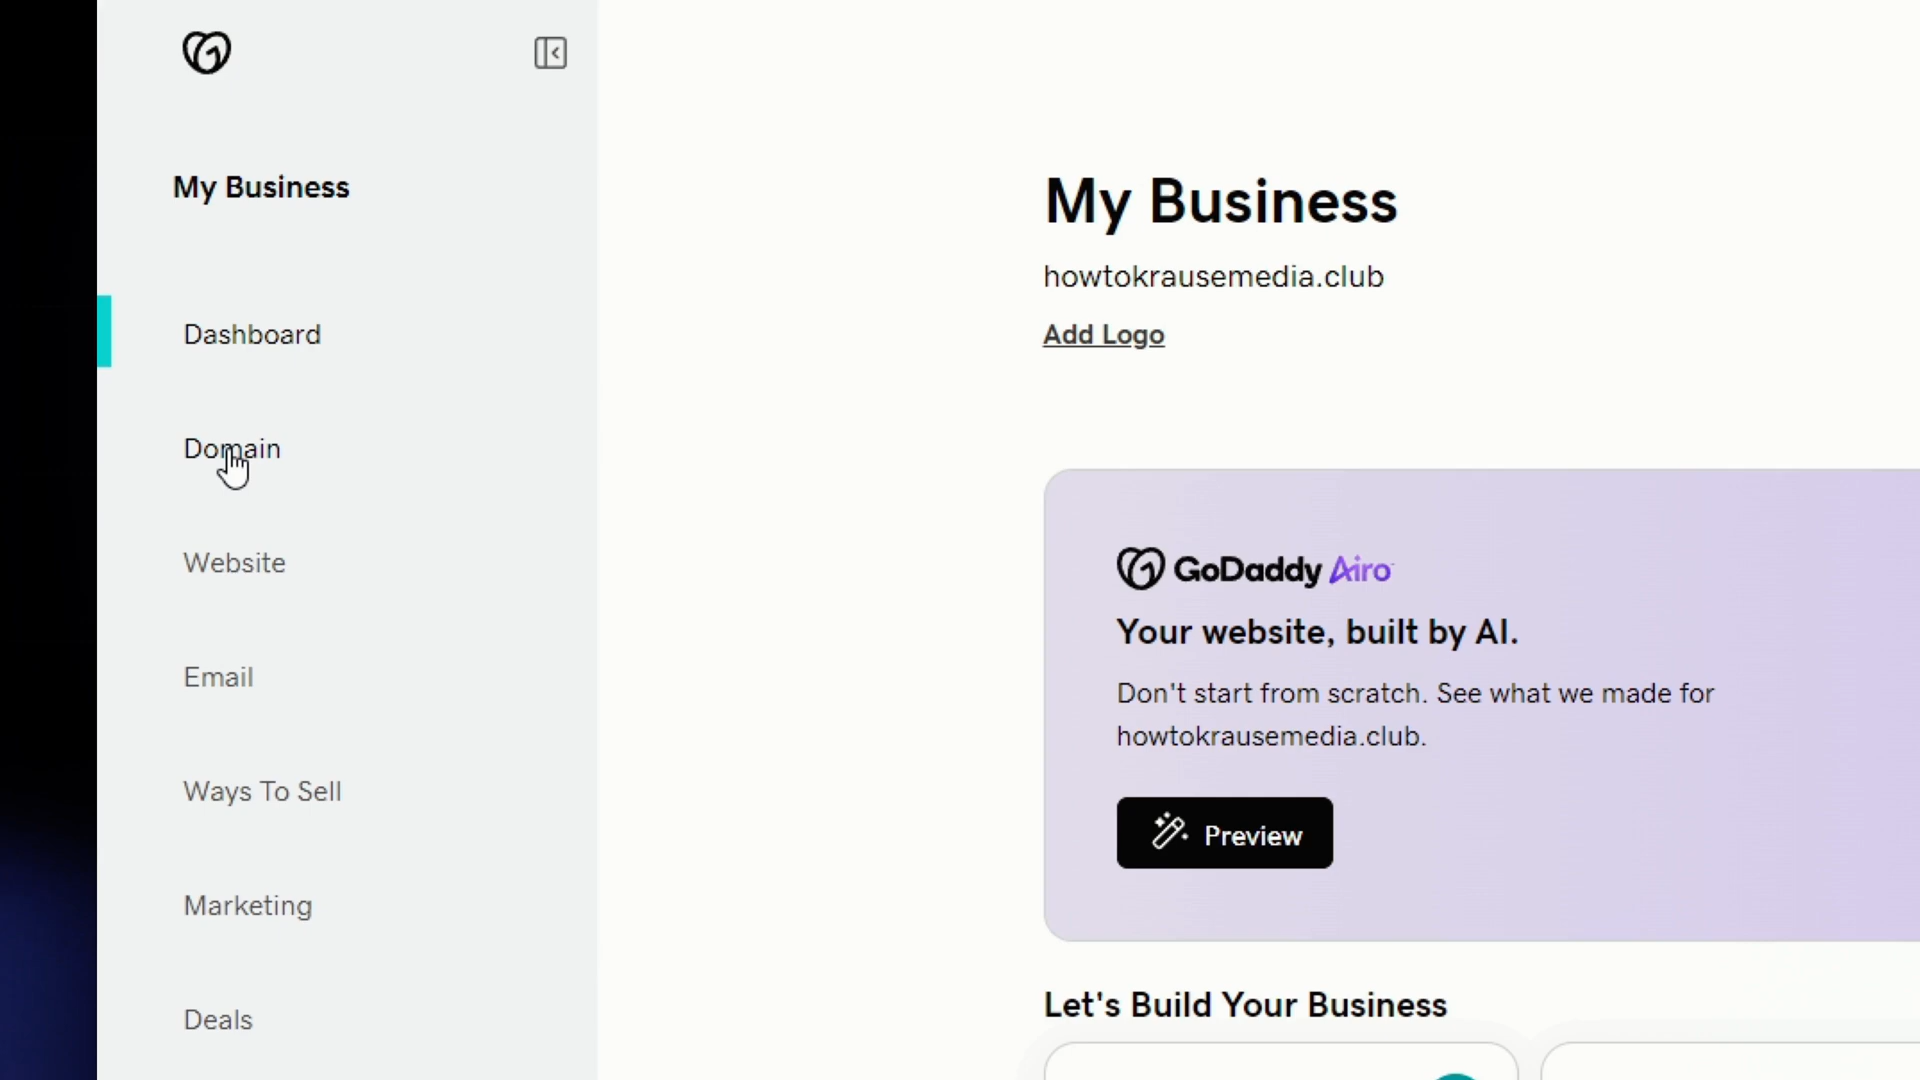 My Business
Dashboard
Domain
Website
Email
Ways To Sell
Marketing
Deals
My Business
howtokrausemedia.club
Add Logo
GoDaddy Airo
Your website, built by AI.
Don't start from scratch. See what we made for
howtokrausemedia.club.
Preview
Let's Build Your Business